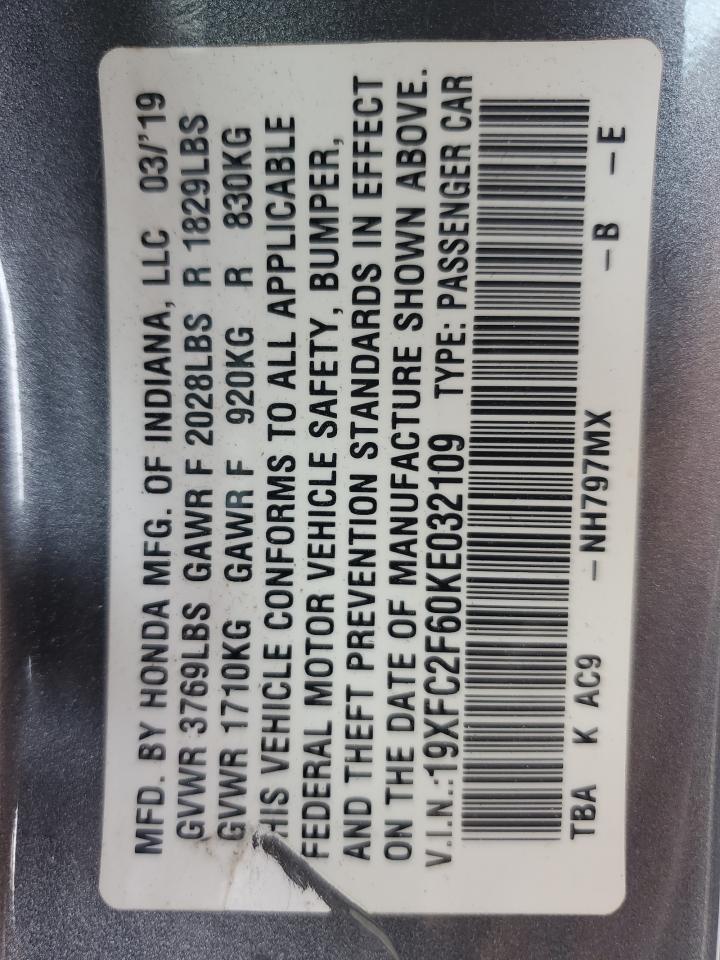 MFD. BY HONDA MFG. OF INDIANA, LLC 03/'19
GVWR 3769LBS GAWR F 2028LBS R 1829LBS
GVWR 1710KG GAWR F 920KG R 830KG
HIS VEHICLE CONFORMS TO ALL APPLICABLE
FEDERAL MOTOR VEHICLE SAFETY, BUMPER,
AND THEFT PREVENTION STANDARDS IN EFFECT
ON THE DATE OF MANUFACTURE SHOWN ABOVE.
V.I.N.:19XFC2F60KE032109 TYPE: PASSENGER CAR
TBA K AC9 –NH797MX –B –E